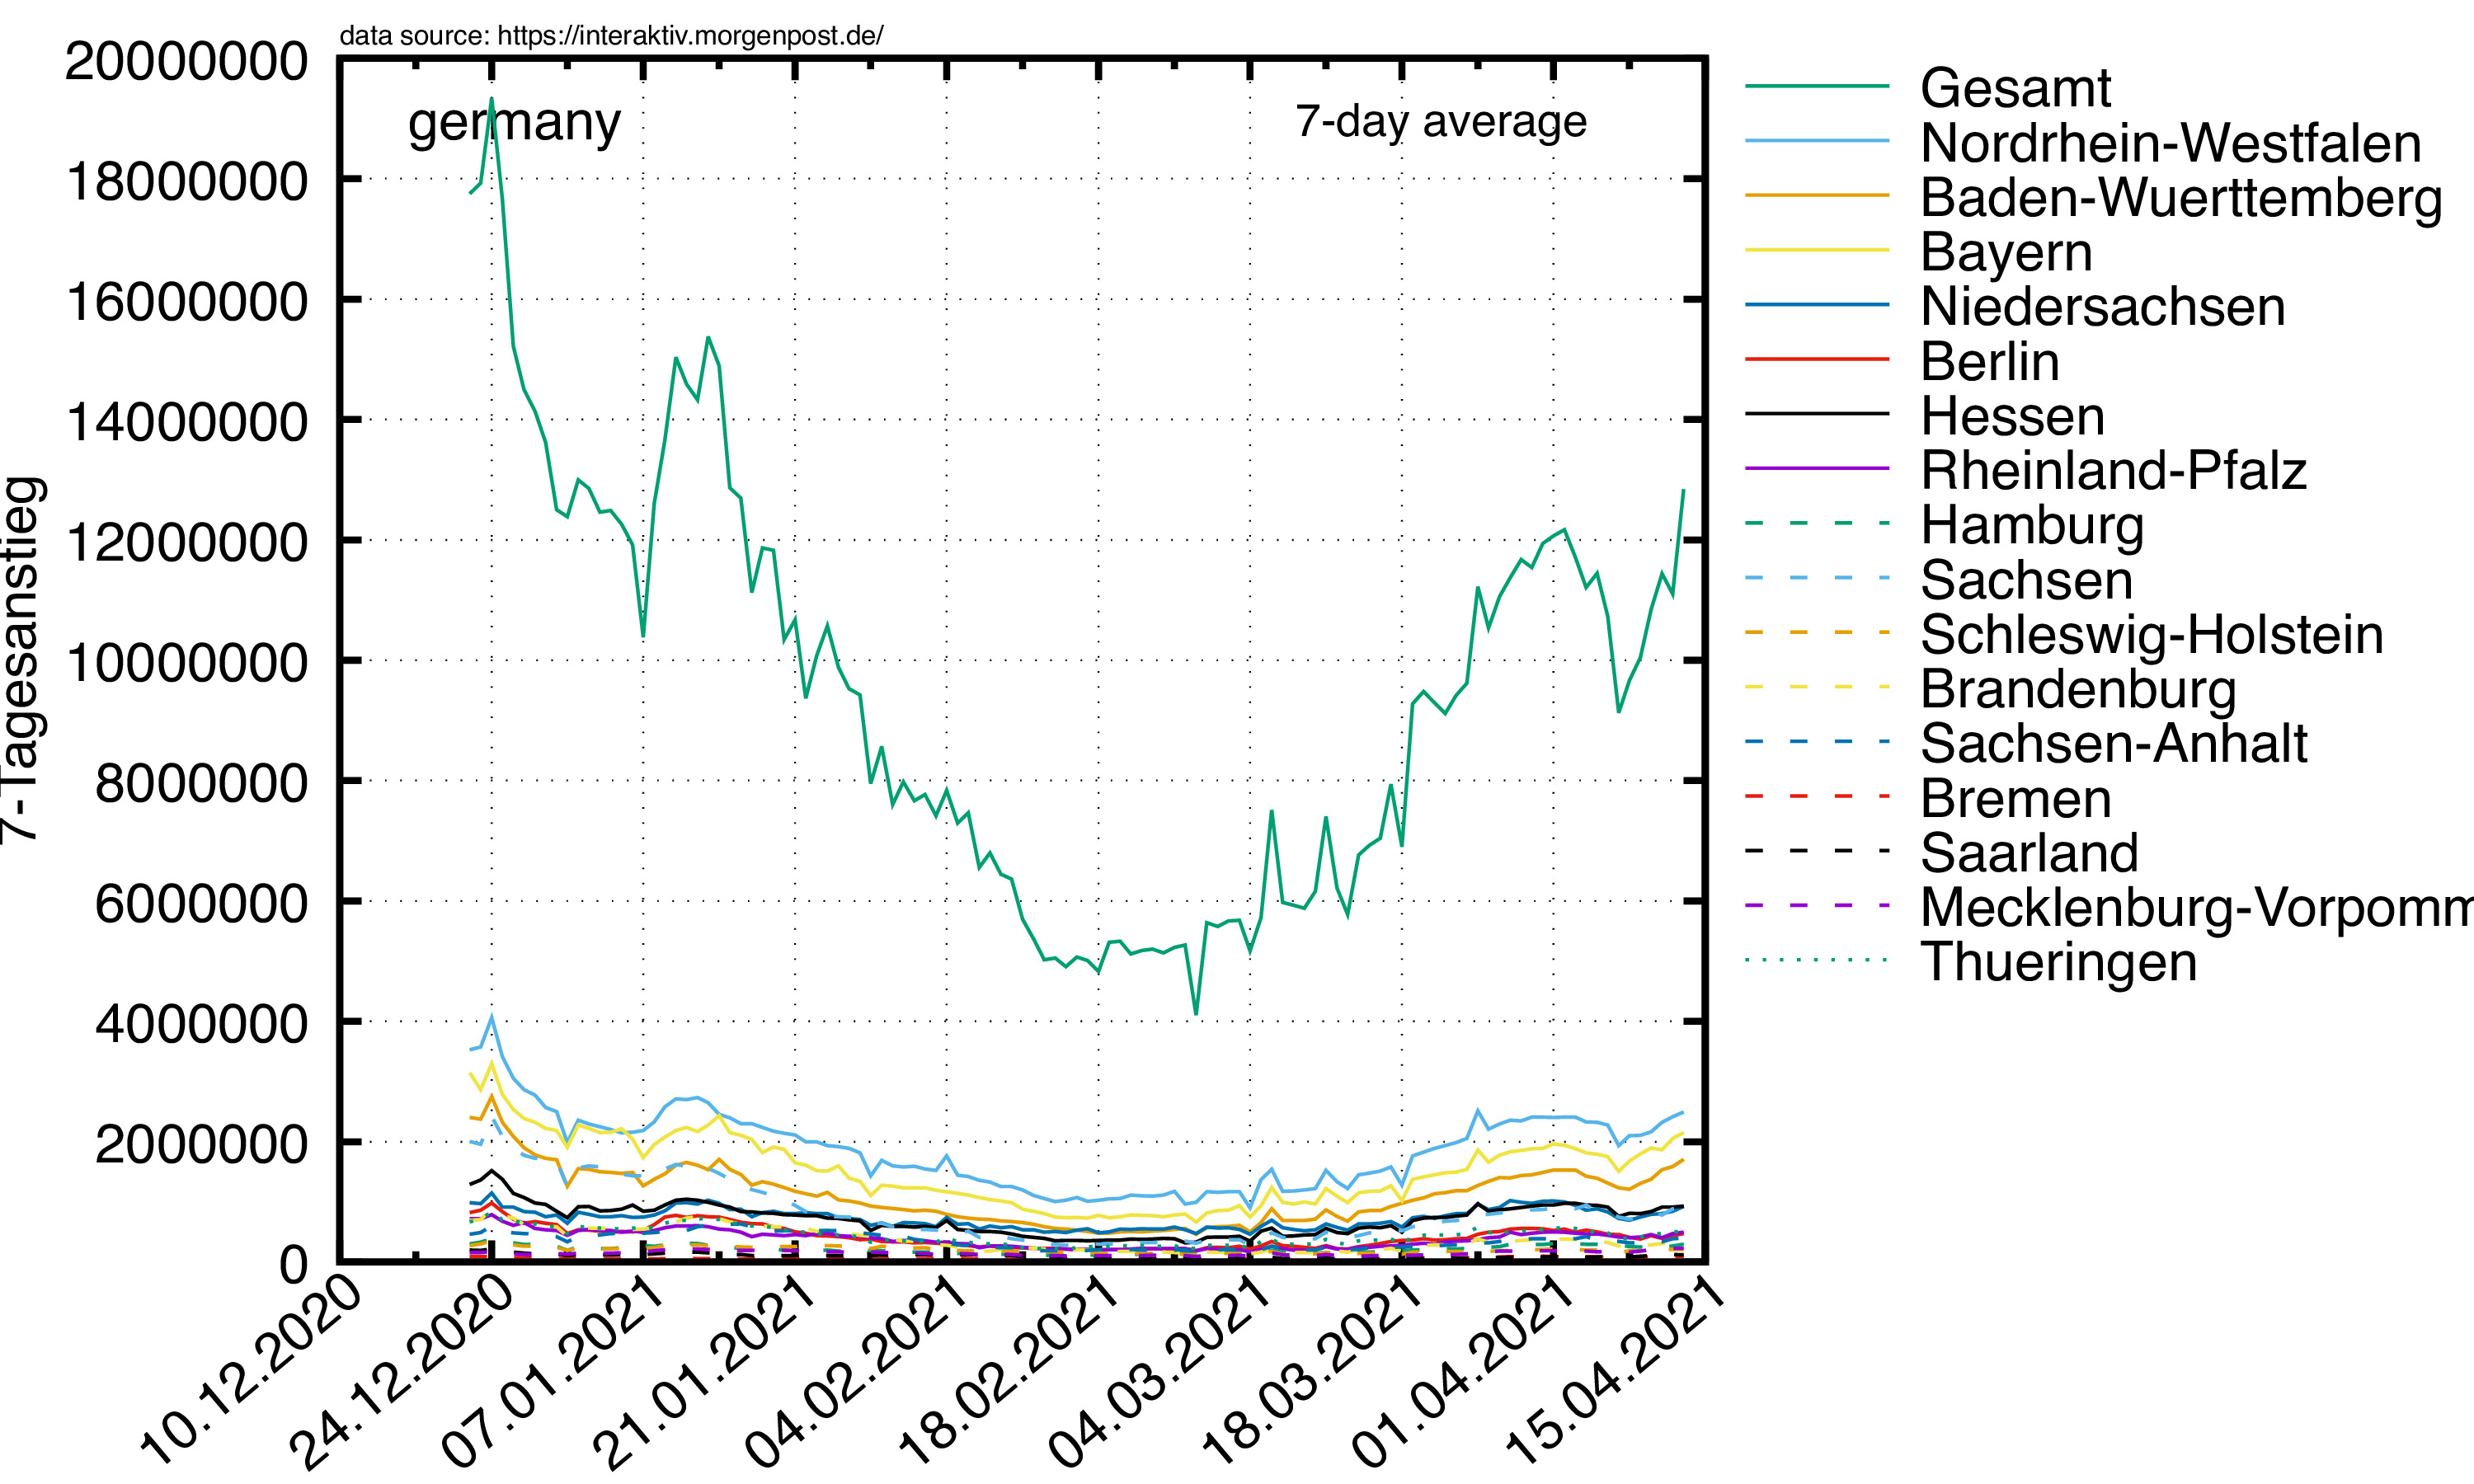 data source: https://interaktiv.morgenpost.de/
germany
7-day average
7-Tagesanstieg
20000000
18000000
16000000
14000000
12000000
10000000
8000000
6000000
4000000
2000000
0
10.12.2020
24.12.2020
07.01.2021
21.01.2021
04.02.2021
18.02.2021
04.03.2021
18.03.2021
01.04.2021
15.04.2021
Gesamt
Nordrhein-Westfalen
Baden-Wuerttemberg
Bayern
Niedersachsen
Berlin
Hessen
Rheinland-Pfalz
Hamburg
Sachsen
Schleswig-Holstein
Brandenburg
Sachsen-Anhalt
Bremen
Saarland
Mecklenburg-Vorpomm
Thueringen